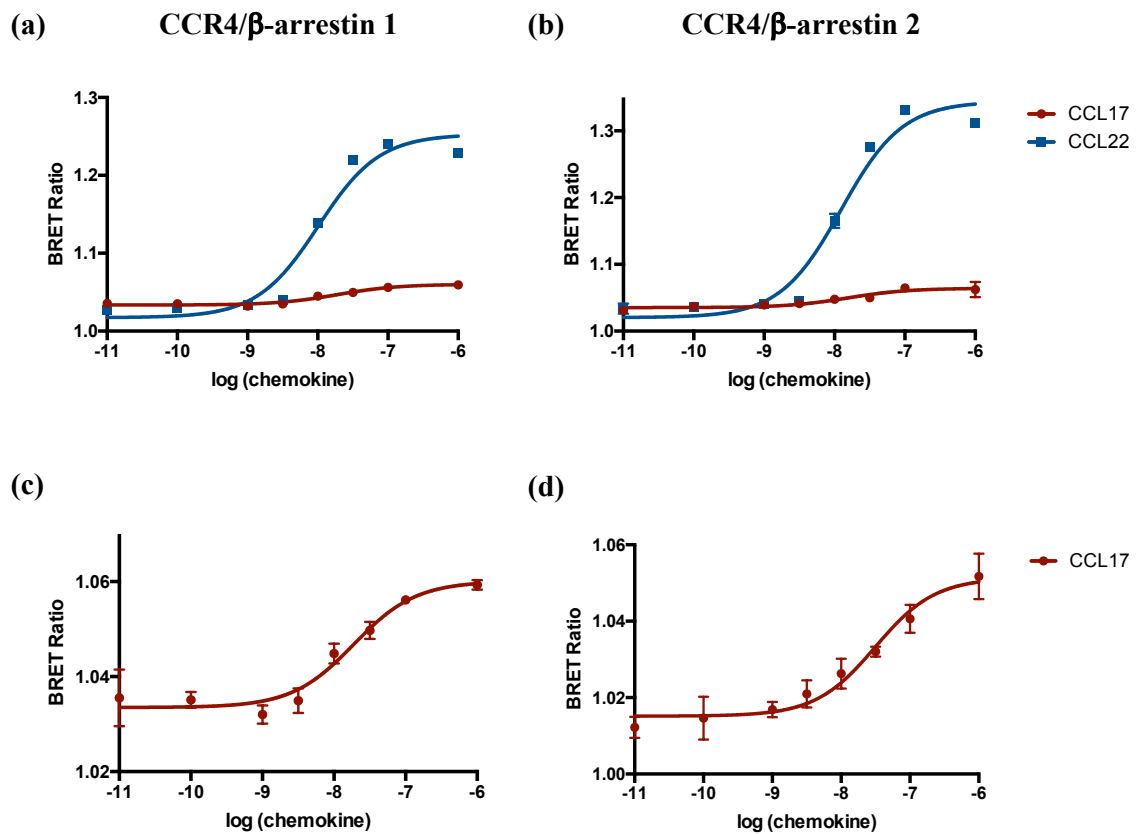 (a) CCR4/β-arrestin 1
(b) CCR4/β-arrestin 2
1.3
1.2
1.1
1.0
BRET Ratio
-11 -10 -9 -8 -7 -6
log (chemokine)
1.3
1.2
1.1
1.0
BRET Ratio
-11 -10 -9 -8 -7 -6
log (chemokine)
CCL17
CCL22
(c)
1.06
1.04
1.02
BRET Ratio
-11 -10 -9 -8 -7 -6
log (chemokine)
(d)
1.06
1.04
1.02
1.00
BRET Ratio
-11 -10 -9 -8 -7 -6
log (chemokine)
CCL17